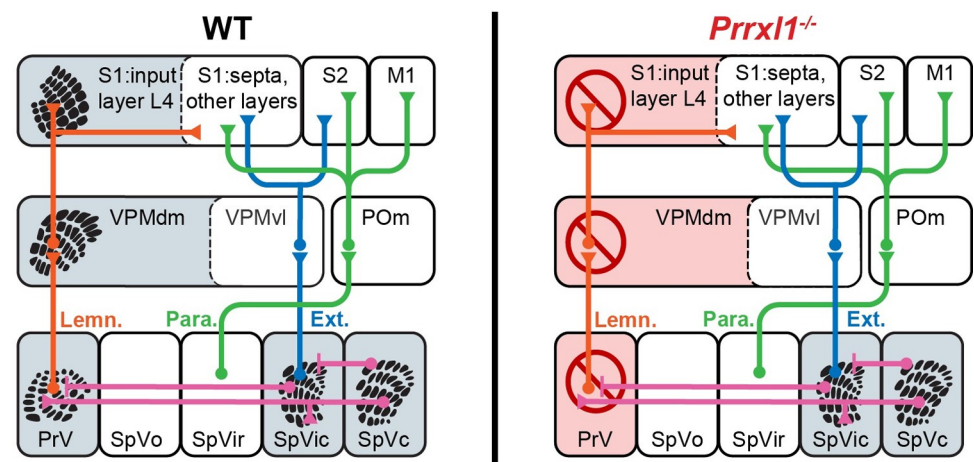 WT
S1:input
layer L4
S1:septa,
other layers
S2
M1
VPMdm
VPMvl
POm
Lemn.
Para.
Ext.
PrV
SpVo
SpVir
SpVic
SpVc
Prrxl1-/-
S1:input
layer L4
S1:septa,
other layers
S2
M1
VPMdm
VPMvl
POm
Lemn.
Para.
Ext.
PrV
SpVo
SpVir
SpVic
SpVc